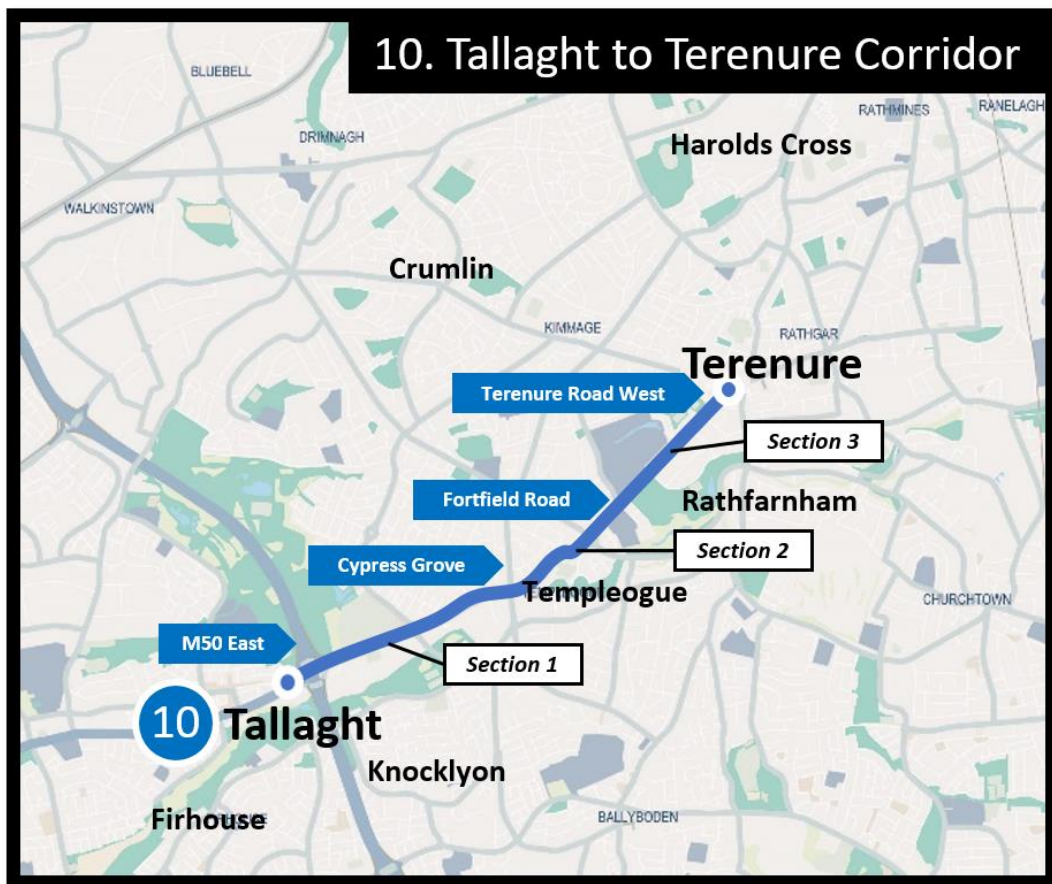 10. Tallaght to Terenure Corridor
BLUEBELL
RATHMINES
RANELAGH
DRIMNAGH
Harolds Cross
WALKINSTOWN
Crumlin
KIMMAGE
RATHGAR
Terenure
Terenure Road West
Section 3
Fortfield Road
Rathfarnham
Section 2
Cypress Grove
Templeogue
CHURCHTOWN
M50 East
Section 1
10
Tallaght
Knocklyon
Firhouse
BALLYBODEN